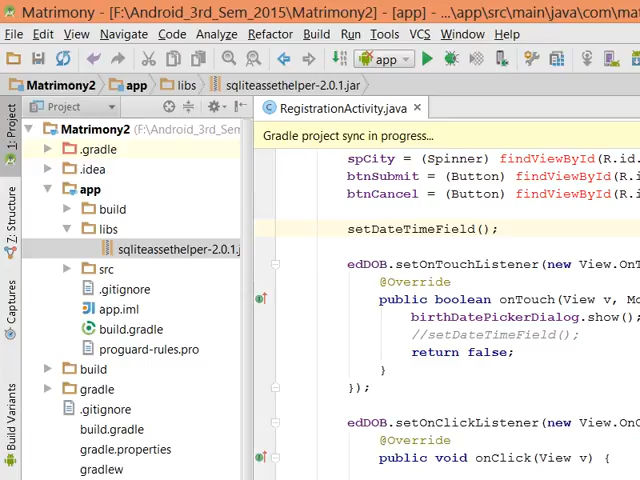 Matrimony - [F:\Android_3rd_Sem_2015\Matrimony2] - [app] - ...\app\src\main\java\com\mat
File Edit View Navigate Code Analyze Refactor Build Run Tools VCS Window Help
app
Matrimony2 app libs sqliteassethelper-2.0.1.jar
Project
RegistrationActivity.java
Gradle project sync in progress...
1: Project
Z: Structure
Captures
Build Variants
Matrimony2 (F:\Android_3rd_Sem
.gradle
.idea
app
build
libs
sqliteassethelper-2.0.1.j
src
.gitignore
app.iml
build.gradle
proguard-rules.pro
build
gradle
.gitignore
build.gradle
gradle.properties
gradlew
spCity = (Spinner) findViewById(R.id.
btnSubmit = (Button) findViewById(R.i
btnCancel = (Button) findViewById(R.i
setDateTimeField();
edDOB.setOnTouchListener(new View.OnT
@Override
public boolean onTouch(View v, Mo
birthDatePickerDialog.show();
//setDateTimeField();
return false;
}
});
edDOB.setOnClickListener(new View.OnC
@Override
public void onClick(View v) {